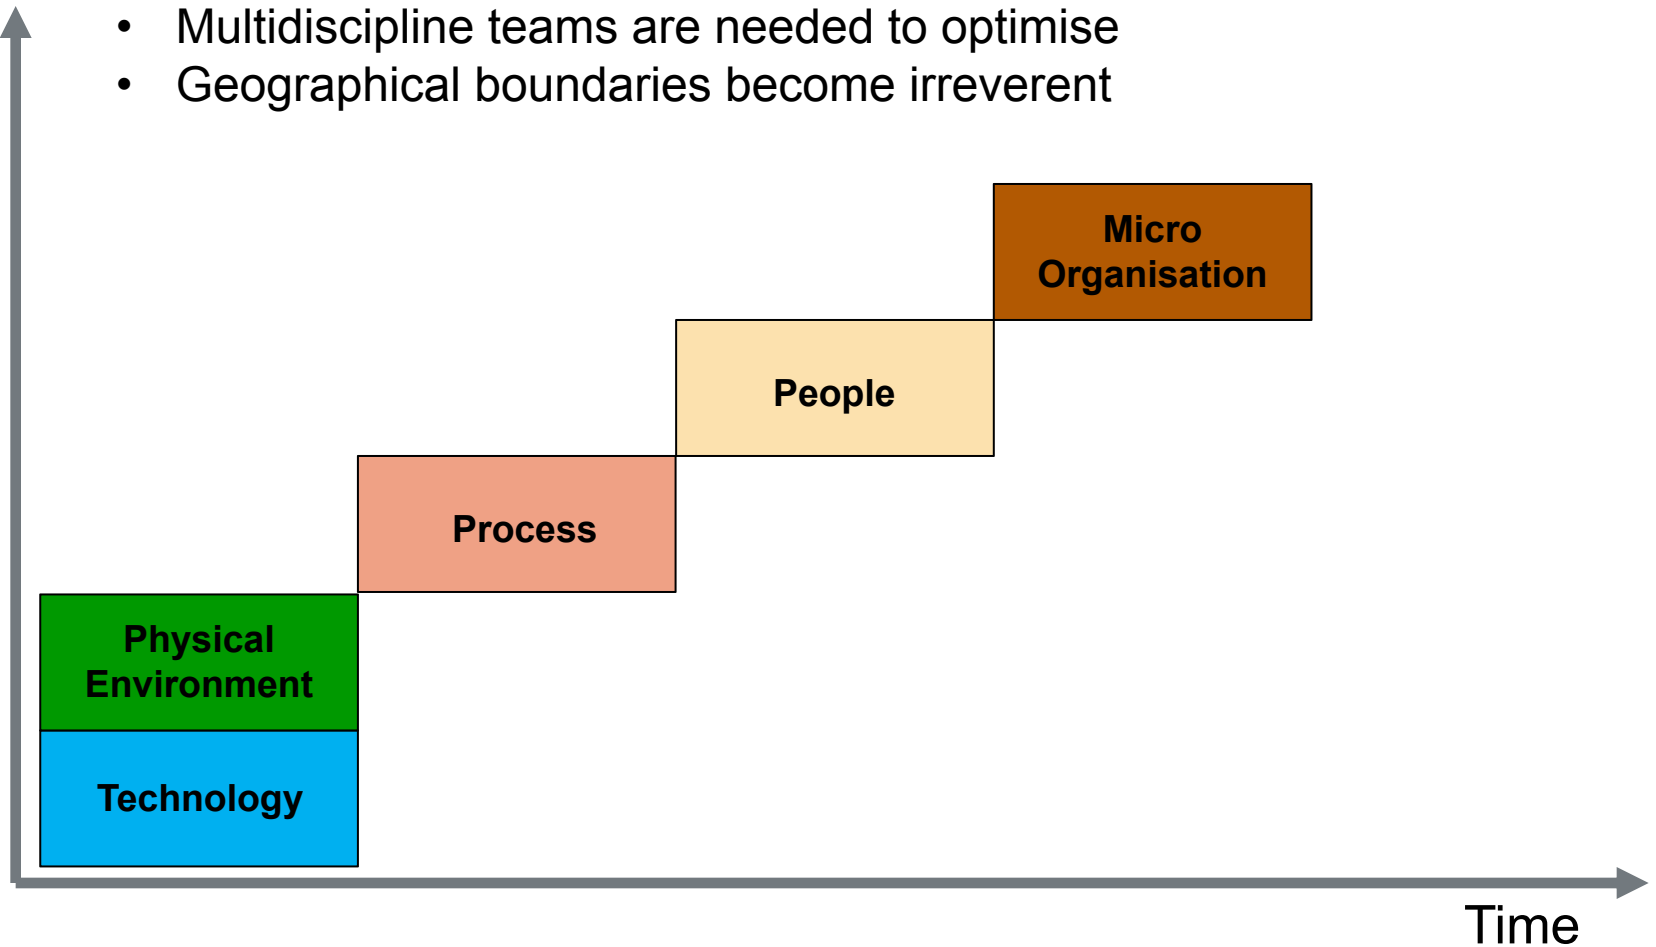 • Multidiscipline teams are needed to optimise
• Geographical boundaries become irreverent
Micro
Organisation
People
Process
Physical
Environment
Technology
Time